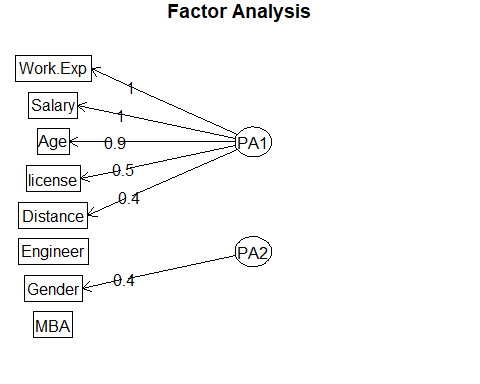 Factor Analysis
Work.Exp
1
Salary
1
Age
0.9
PA1
license
0.5
Distance
0.4
Engineer
PA2
Gender
0.4
MBA